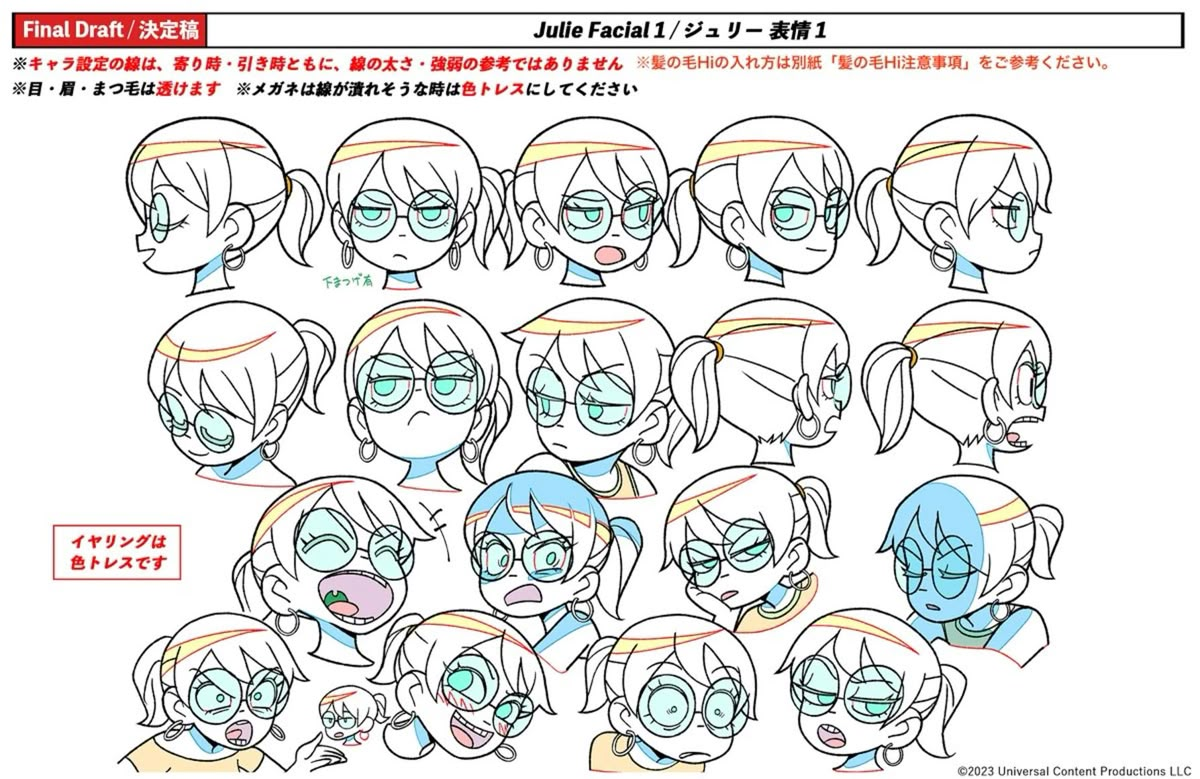 Final Draft / 決定稿
Julie Facial 1 / ジュリー 表情 1
※キャラ設定の線は、寄り時・引き時ともに、線の太さ・強弱の参考ではありません ※髪の毛Hiの入れ方は別紙「髪の毛Hi注意事項」をご参考ください。
※目・眉・まつ毛は透けます ※メガネは線が潰れそうな時は色トレスにしてください
下まつげ有
イヤリングは
色トレスです
©2023 Universal Content Productions LLC